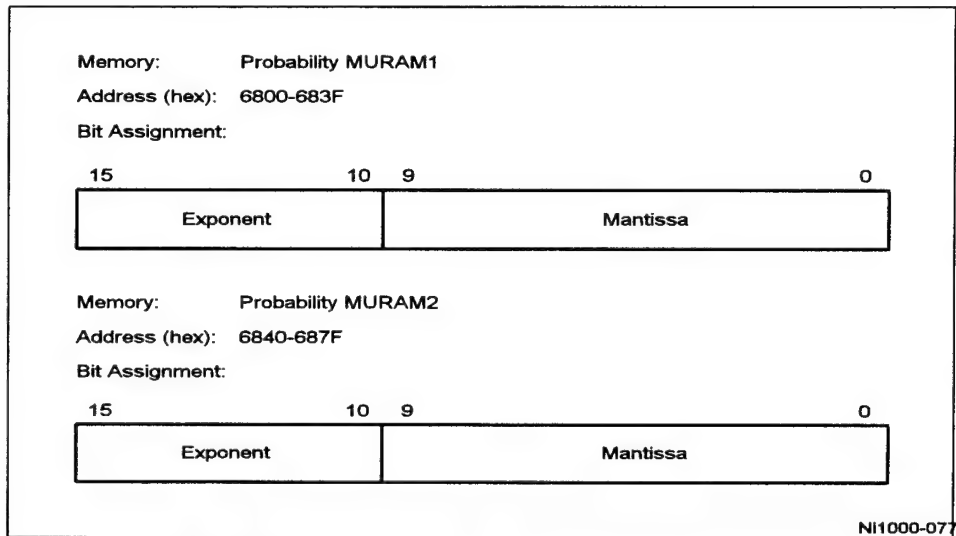 Memory: Probability MURAM1
Address (hex): 6800-683F
Bit Assignment:
15 10 9 0
Exponent Mantissa
Memory: Probability MURAM2
Address (hex): 6840-687F
Bit Assignment:
15 10 9 0
Exponent Mantissa
Ni1000-077